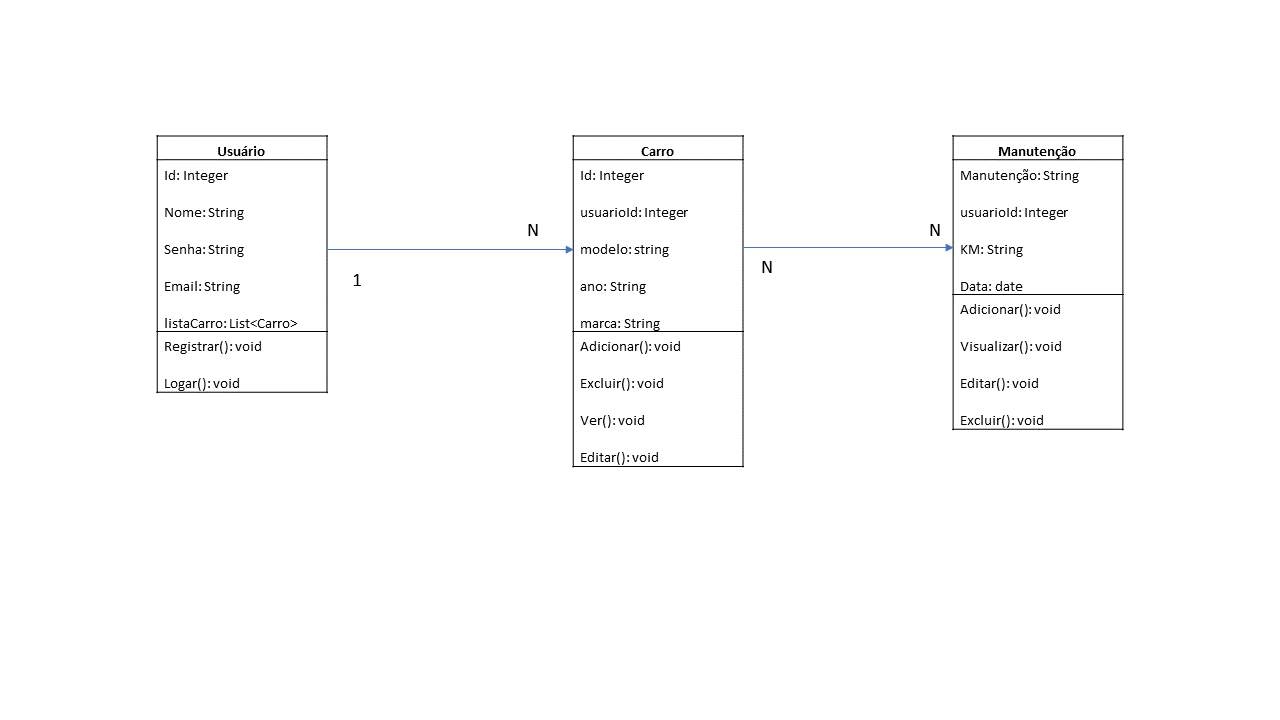 Usuário
Id: Integer
Nome: String
Senha: String
Email: String
listaCarro: List<Carro>
Registrar(): void
Logar(): void
1
N
Carro
Id: Integer
usuarioId: Integer
modelo: string
ano: String
marca: String
Adicionar(): void
Excluir(): void
Ver(): void
Editar(): void
N
N
Manutenção
Manutenção: String
usuarioId: Integer
KM: String
Data: date
Adicionar(): void
Visualizar(): void
Editar(): void
Excluir(): void